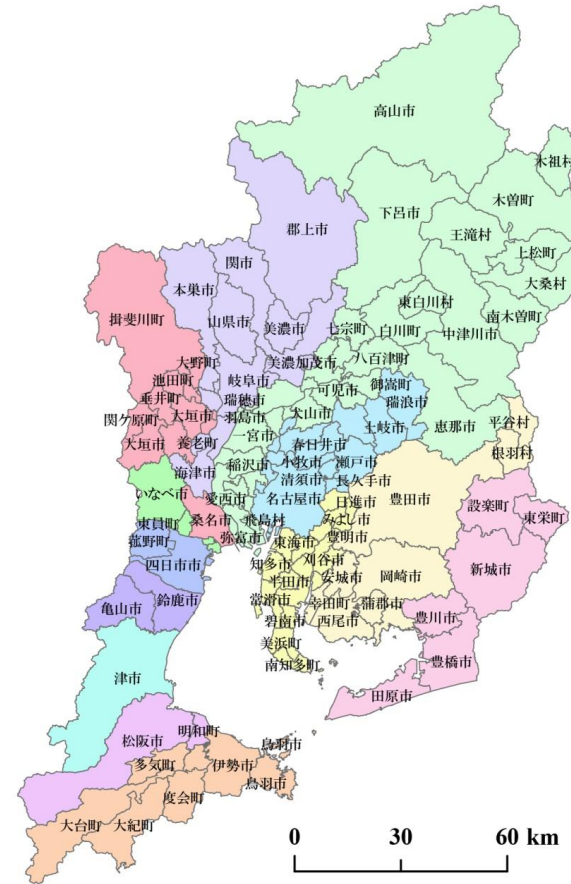 高山市
木祖村
木曽町
下呂市
王滝村
郡上市
上松町
関市
大桑村
本巣市
東白川村
山県市
南木曽町
揖斐川町
美濃市
七宗町
白川町
中津川市
大野町
美濃加茂市
八百津町
池田町
岐阜市
御嵩町
垂井町
瑞穂市
可児市
瑞浪市
関ケ原町
大垣市
羽島市
犬山市
土岐市
恵那市
平谷村
大垣市
養老町
一宮市
春日井市
根羽村
海津市
稲沢市
小牧市
瀬戸市
いなべ市
愛西市
清須市
長久手市
名古屋市
日進市
豊田市
設楽町
東員町
桑名市
飛島村
みよし市
東栄町
菰野町
弥富市
東海市
豊明市
四日市市
知多市
刈谷市
新城市
半田市
安城市
岡崎市
亀山市
鈴鹿市
常滑市
幸田町
蒲郡市
碧南市
西尾市
豊川市
美浜町
南知多町
豊橋市
津市
田原市
松阪市
明和町
鳥羽市
多気町
伊勢市
鳥羽市
度会町
大台町
大紀町
0 30 60 km